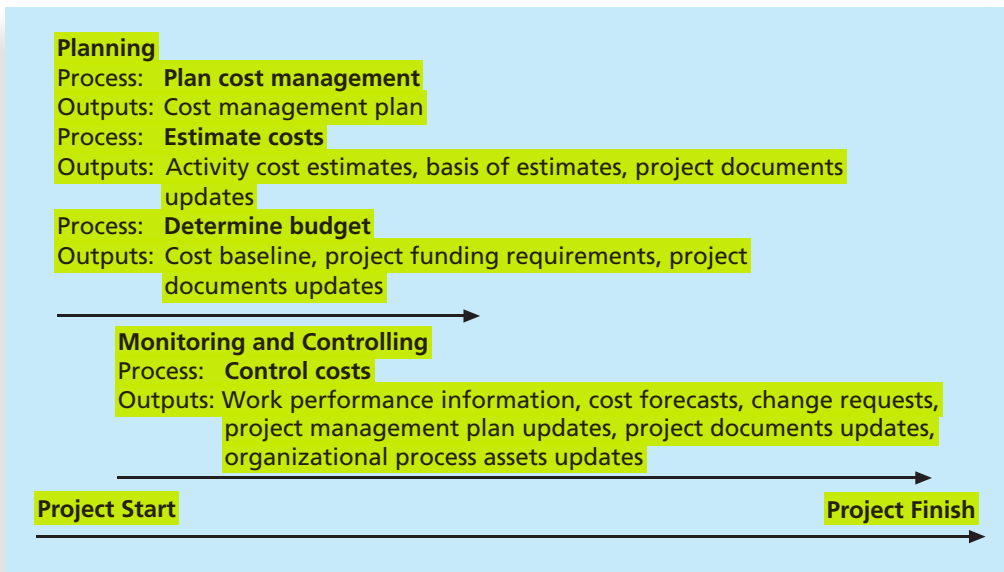 Planning
Process: Plan cost management
Outputs: Cost management plan
Process: Estimate costs
Outputs: Activity cost estimates, basis of estimates, project documents
updates
Process: Determine budget
Outputs: Cost baseline, project funding requirements, project
documents updates
Monitoring and Controlling
Process: Control costs
Outputs: Work performance information, cost forecasts, change requests,
project management plan updates, project documents updates,
organizational process assets updates
Project Start Project Finish